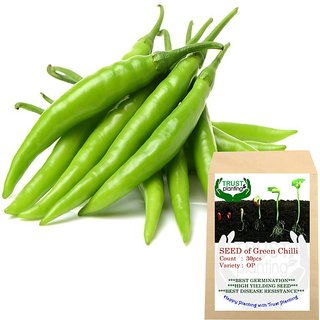 TRUST
planting
SEED of Green Chilli
Count : 30pcs
Variety : OP
***BEST GERMINATION***
***HIGH YIELDING SEED***
***BEST DISEASE RESISTANCE***
Happy Planting with Trust Planting